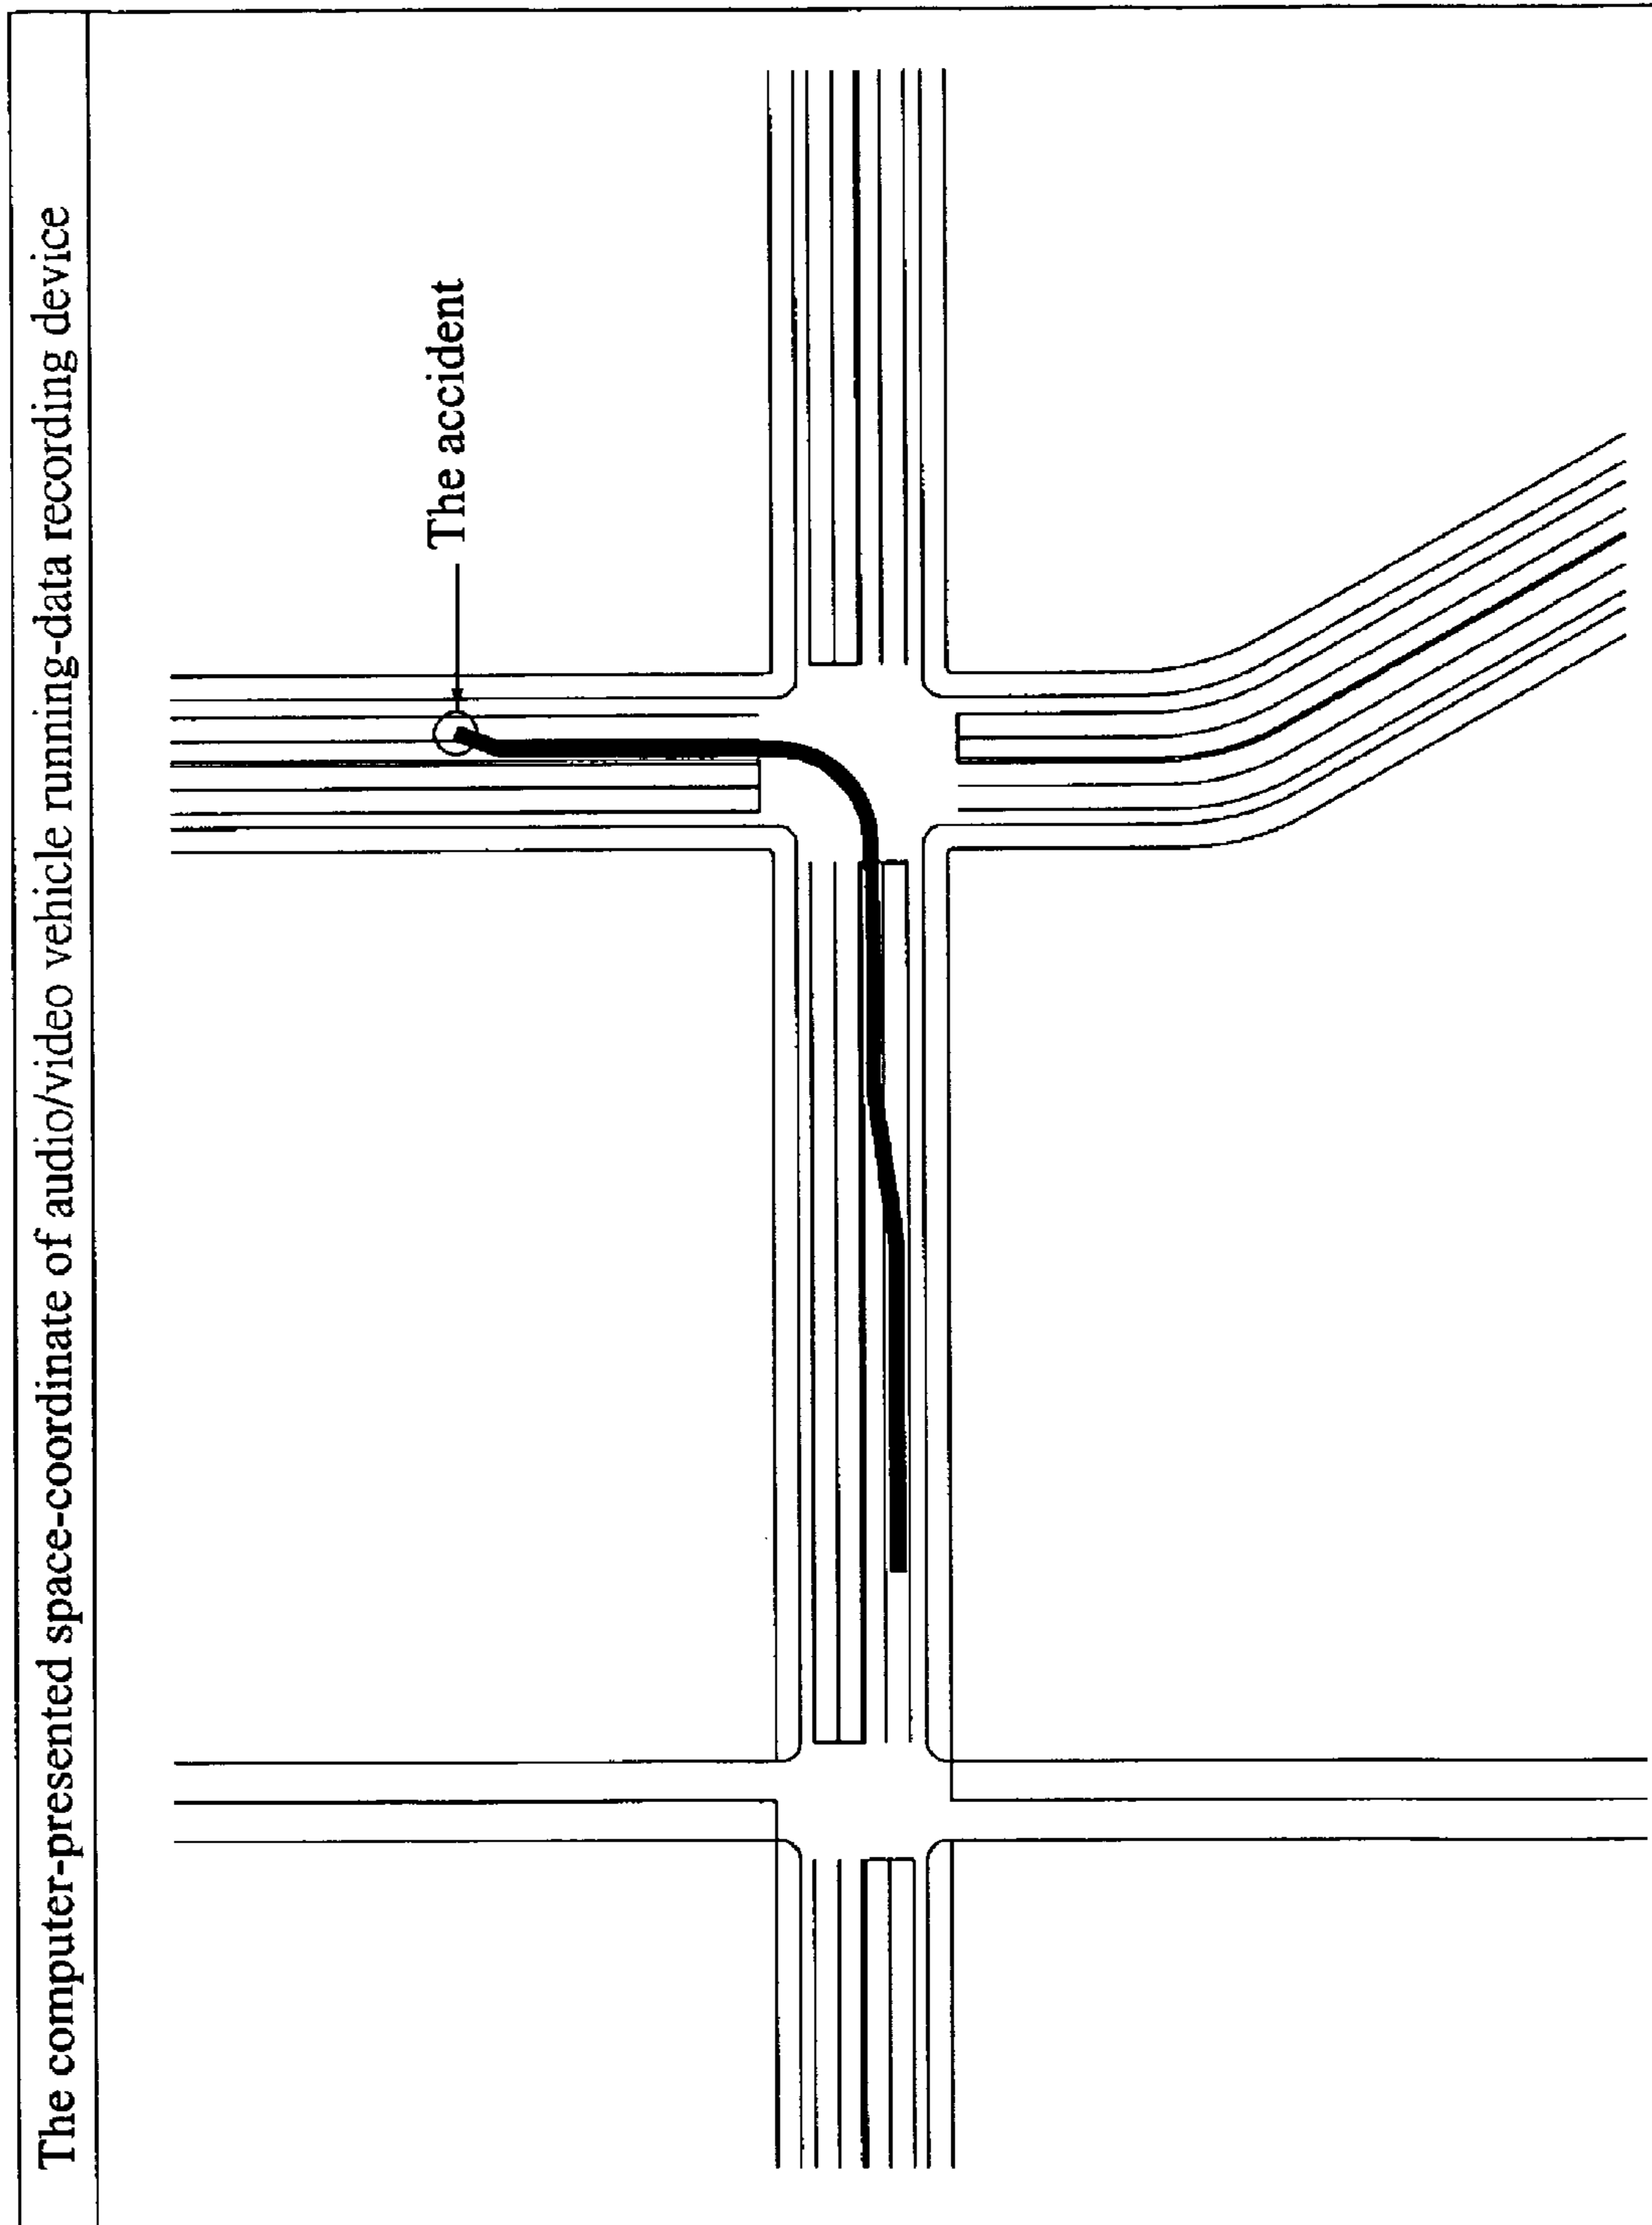 The computer-presented space-coordinate of audio/video vehicle running-data recording device
The accident